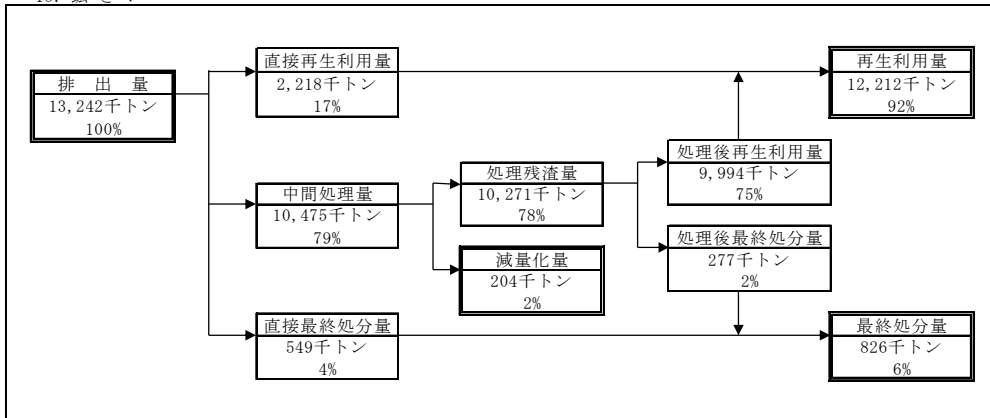 排出量
13,242千トン
100%
直接再生利用量
2,218千トン
17%
再生利用量
12,212千トン
92%
中間処理量
10,475千トン
79%
処理残渣量
10,271千トン
78%
処理後再生利用量
9,994千トン
75%
減量化量
204千トン
2%
処理後最終処分量
277千トン
2%
直接最終処分量
549千トン
4%
最終処分量
826千トン
6%